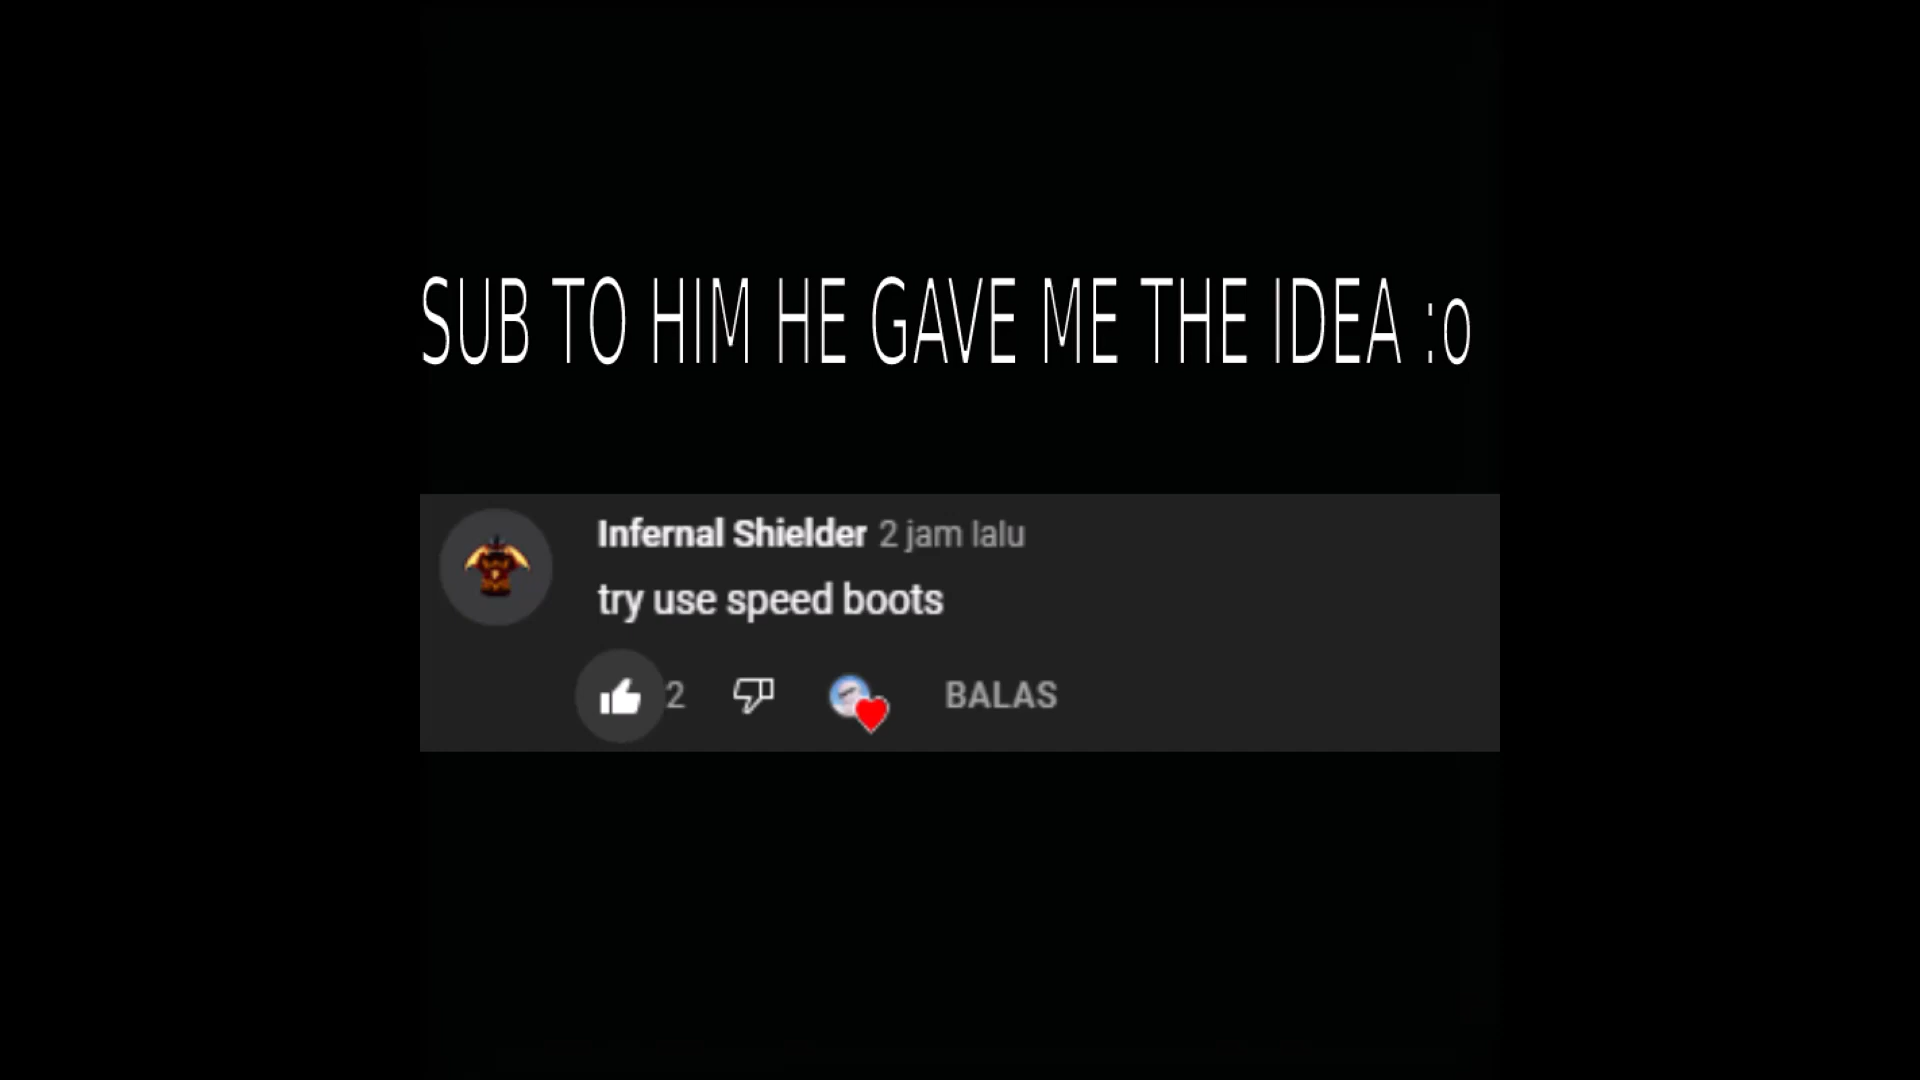 SUB TO HIM HE GAVE ME THE IDEA :o
Infernal Shielder 2 jam lalu
try use speed boots
2 BALAS